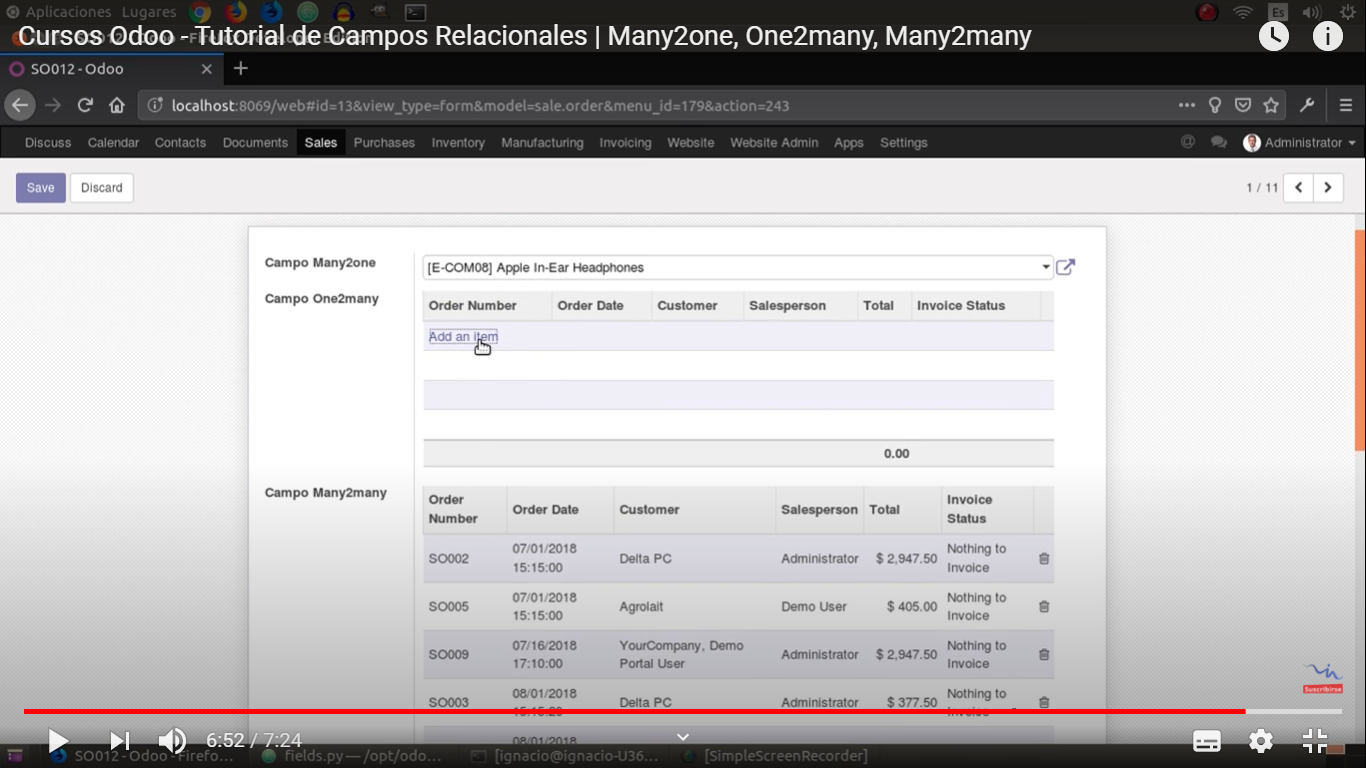 Aplicaciones Lugares
Es
Cursos Odoo - Tutorial de Campos Relacionales | Many2one, One2many, Many2many
SO012 - Odoo
localhost:8069/web#id=13&view_type=form&model=sale.order&menu_id=179&action=243
Discuss Calendar Contacts Documents Sales Purchases Inventory Manufacturing Invoicing Website Website Admin Apps Settings @ Administrator
Save Discard 1 / 11
Campo Many2one [E-COM08] Apple In-Ear Headphones
Campo One2many
Order Number Order Date Customer Salesperson Total Invoice Status
Add an item
0.00
Campo Many2many
Order Number Order Date Customer Salesperson Total Invoice Status
SO002 07/01/2018 15:15:00 Delta PC Administrator $ 2,947.50 Nothing to Invoice
SO005 07/01/2018 15:15:00 Agrolait Demo User $ 405.00 Nothing to Invoice
SO009 07/16/2018 17:10:00 YourCompany, Demo Portal User Administrator $ 2,947.50 Nothing to Invoice
SO003 08/01/2018 Delta PC Administrator $ 377.50 Nothing to Invoice
08/01/2018
Suscribirse
6:52 / 7:24
SO012 - Odoo - Firefo... fields.py — /opt/odo... [ignacio@ignacio-U36... [SimpleScreenRecorder]